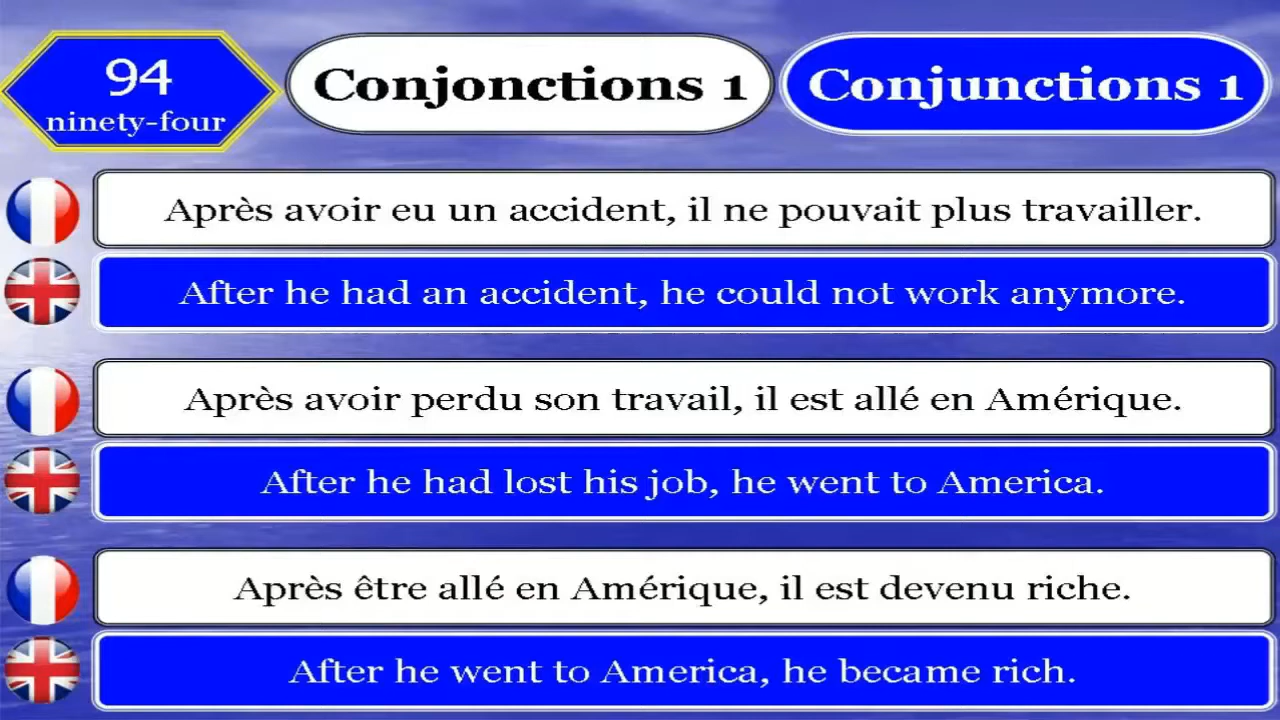 94
ninety-four
Conjonctions 1
Conjunctions 1
Après avoir eu un accident, il ne pouvait plus travailler.
After he had an accident, he could not work anymore.
Après avoir perdu son travail, il est allé en Amérique.
After he had lost his job, he went to America.
Après être allé en Amérique, il est devenu riche.
After he went to America, he became rich.